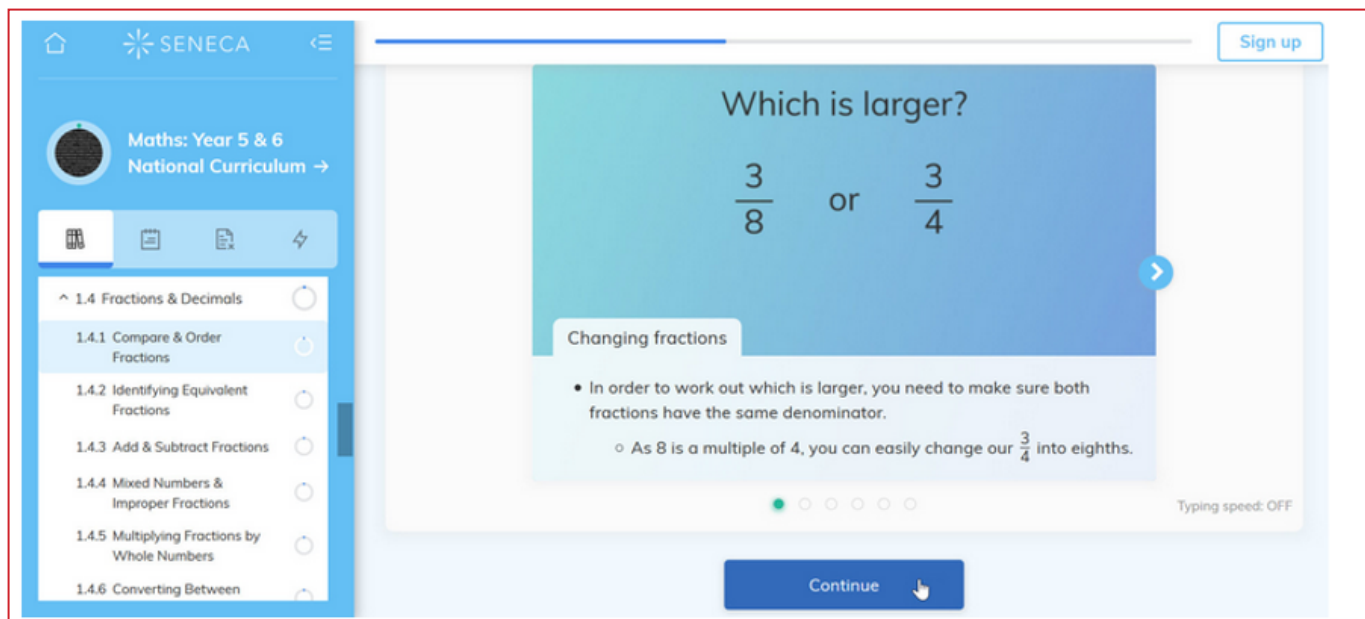 SENECA
Sign up
Maths: Year 5 & 6
National Curriculum →
^ 1.4 Fractions & Decimals
1.4.1 Compare & Order
Fractions
1.4.2 Identifying Equivalent
Fractions
1.4.3 Add & Subtract Fractions
1.4.4 Mixed Numbers &
Improper Fractions
1.4.5 Multiplying Fractions by
Whole Numbers
1.4.6 Converting Between
Which is larger?
3/8 or 3/4
Changing fractions
• In order to work out which is larger, you need to make sure both
fractions have the same denominator.
○ As 8 is a multiple of 4, you can easily change our 3/4 into eighths.
Typing speed: OFF
Continue